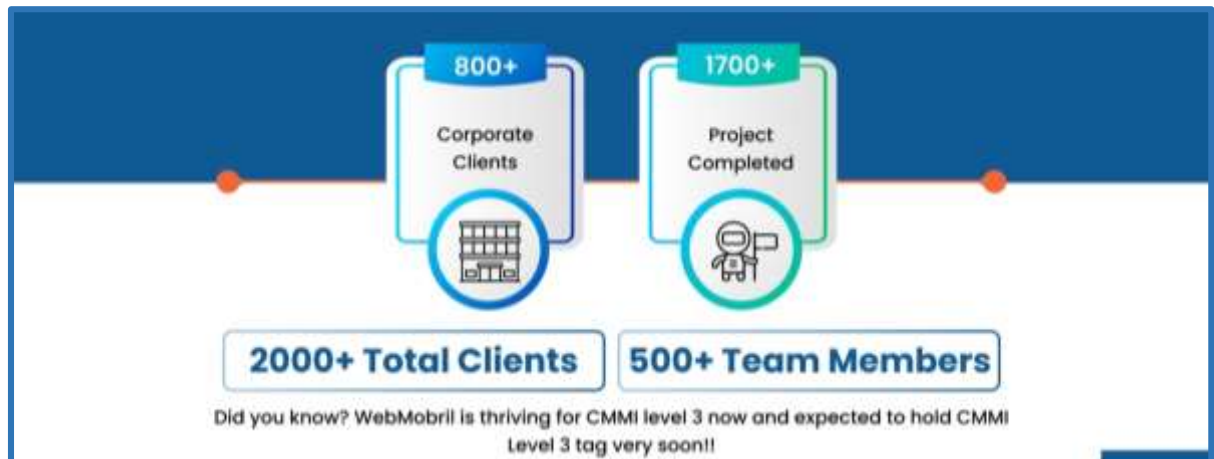 800+
1700+
Corporate
Clients
Project
Completed
2000+ Total Clients
500+ Team Members
Did you know? WebMobril is thriving for CMMI level 3 now and expected to hold CMMI
Level 3 tag very soon!!